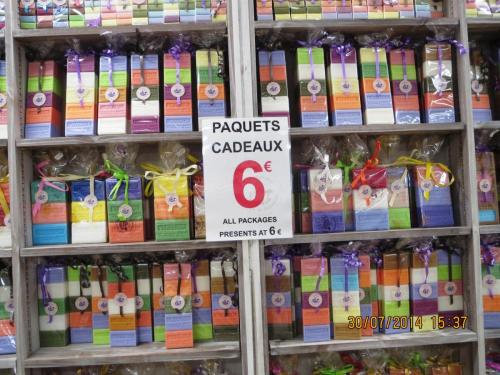 PAQUETS
CADEAUX
6€
ALL PACKAGES
PRESENTS AT 6 €
30/07/2014 15:37